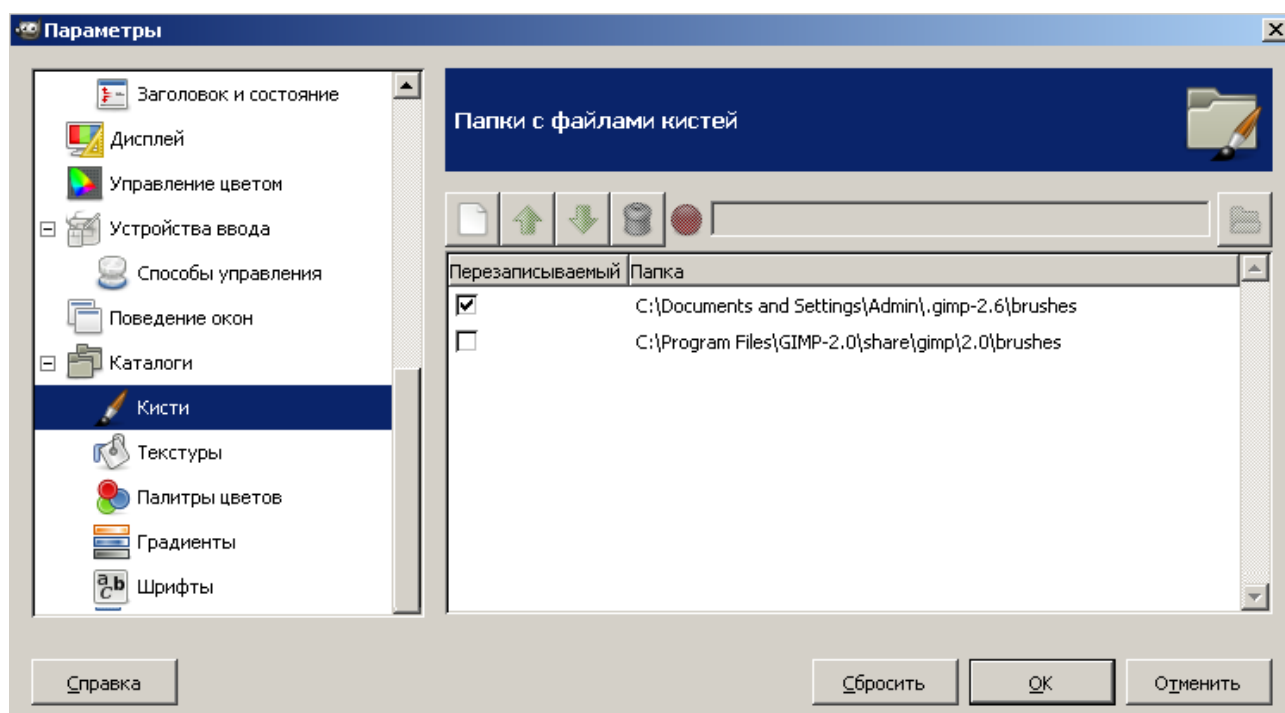 Параметры
Заголовок и состояние
Дисплей
Управление цветом
Устройства ввода
Способы управления
Поведение окон
Каталоги
Кисти
Текстуры
Палитры цветов
Градиенты
Шрифты
Папки с файлами кистей
Перезаписываемый Папка
C:\Documents and Settings\Admin\.gimp-2.6\brushes
C:\Program Files\GIMP-2.0\share\gimp\2.0\brushes
Справка
Сбросить
OK
Отменить